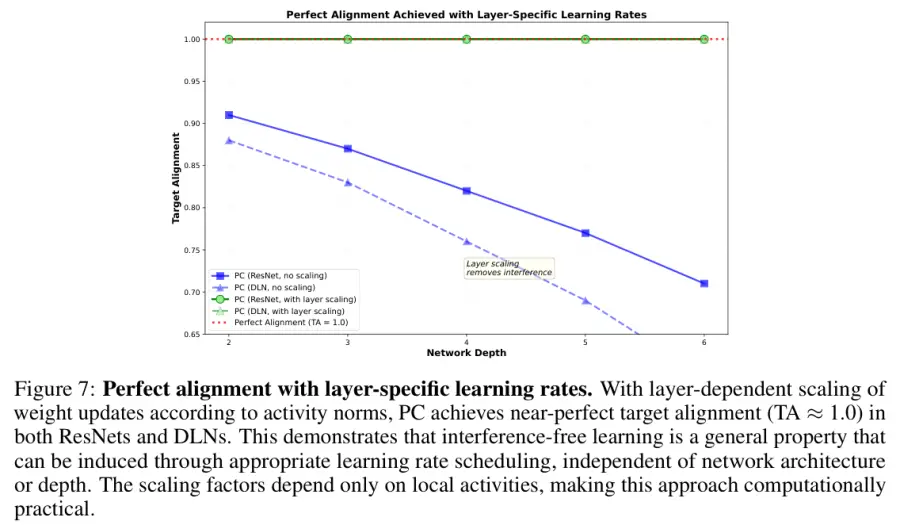 Perfect Alignment Achieved with Layer-Specific Learning Rates
1.00
0.95
0.90
0.85
0.80
0.75
0.70
0.65
Target Alignment
Layer scaling
removes interference
PC (ResNet, no scaling)
PC (DLN, no scaling)
PC (ResNet, with layer scaling)
PC (DLN, with layer scaling)
Perfect Alignment (TA = 1.0)
2 3 4 5 6
Network Depth
Figure 7: Perfect alignment with layer-specific learning rates. With layer-dependent scaling of
weight updates according to activity norms, PC achieves near-perfect target alignment (TA ≈ 1.0) in
both ResNets and DLNs. This demonstrates that interference-free learning is a general property that
can be induced through appropriate learning rate scheduling, independent of network architecture
or depth. The scaling factors depend only on local activities, making this approach computationally
practical.